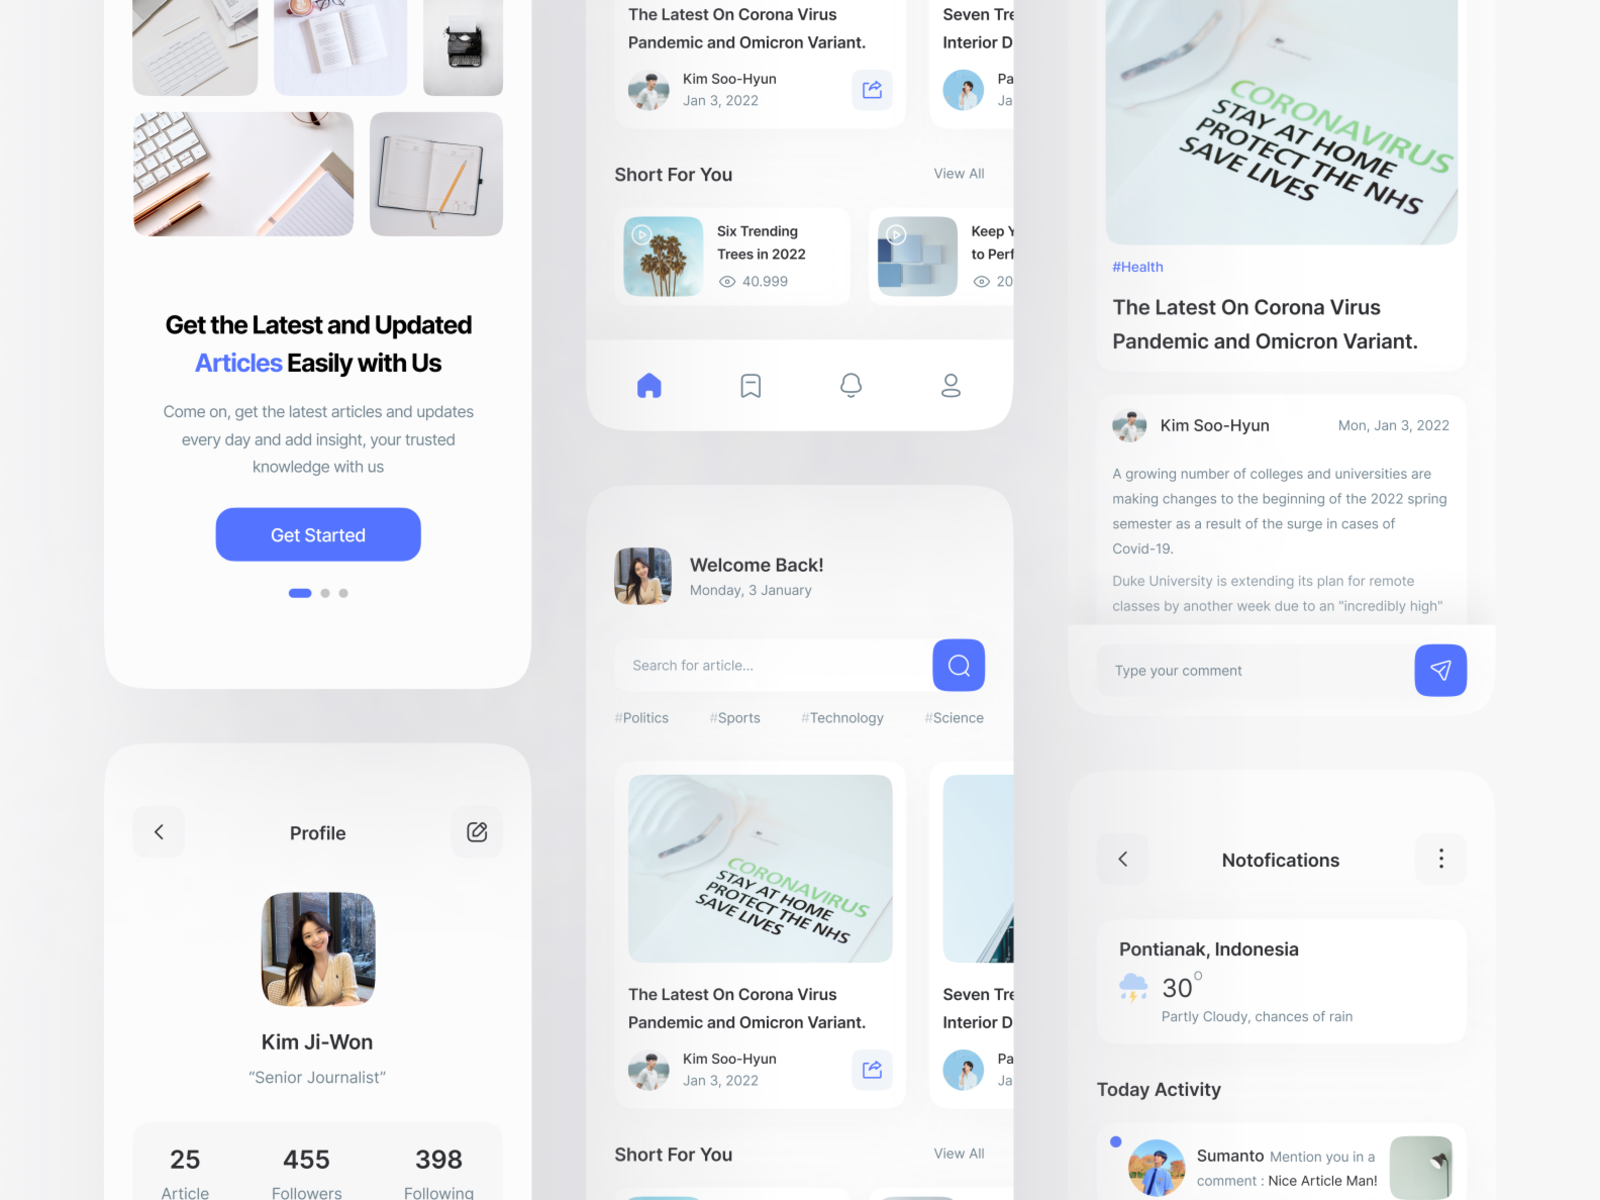 Get the Latest and Updated
Articles Easily with Us
Come on, get the latest articles and updates
every day and add insight, your trusted
knowledge with us
Get Started
Profile
Kim Ji-Won
“Senior Journalist”
25
455
398
Article
Followers
Following
The Latest On Corona Virus
Pandemic and Omicron Variant.
Kim Soo-Hyun
Jan 3, 2022
Seven Tre
Interior D
Pa
Ja
Short For You
View All
Six Trending
Trees in 2022
40.999
Keep Y
to Perf
20
Welcome Back!
Monday, 3 January
Search for article...
#Politics
#Sports
#Technology
#Science
CORONAVIRUS
STAY AT HOME
PROTECT THE NHS
SAVE LIVES
The Latest On Corona Virus
Pandemic and Omicron Variant.
Kim Soo-Hyun
Jan 3, 2022
Seven Tre
Interior D
Pa
Ja
Short For You
View All
CORONAVIRUS
STAY AT HOME
PROTECT THE NHS
SAVE LIVES
#Health
The Latest On Corona Virus
Pandemic and Omicron Variant.
Kim Soo-Hyun
Mon, Jan 3, 2022
A growing number of colleges and universities are
making changes to the beginning of the 2022 spring
semester as a result of the surge in cases of
Covid-19.
Duke University is extending its plan for remote
classes by another week due to an "incredibly high"
Type your comment
Notofications
Pontianak, Indonesia
30°
Partly Cloudy, chances of rain
Today Activity
Sumanto Mention you in a
comment : Nice Article Man!